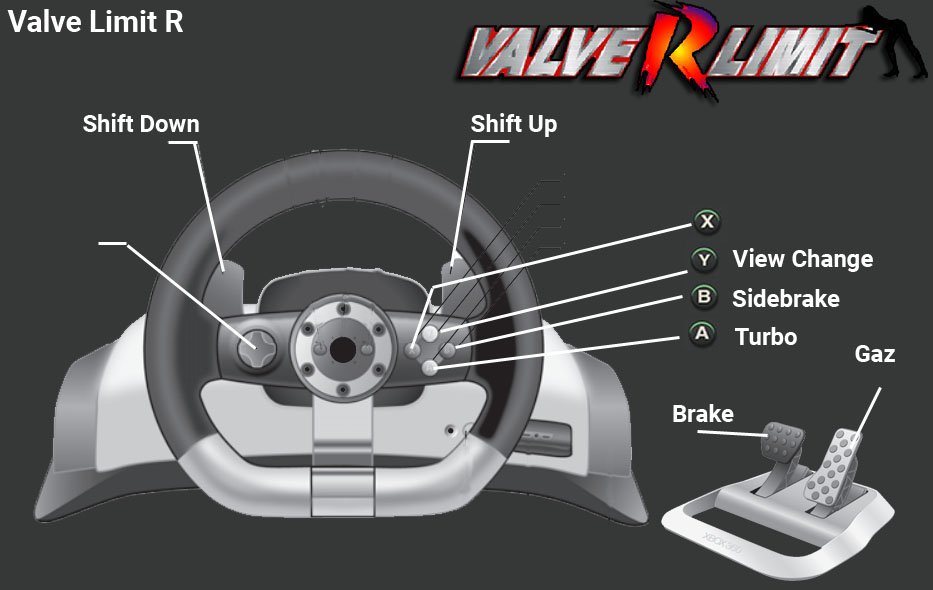 Valve Limit R
VALVE R LIMIT
Shift Down
Shift Up
X
Y View Change
B Sidebrake
A Turbo
Gaz
Brake
XBOX 360